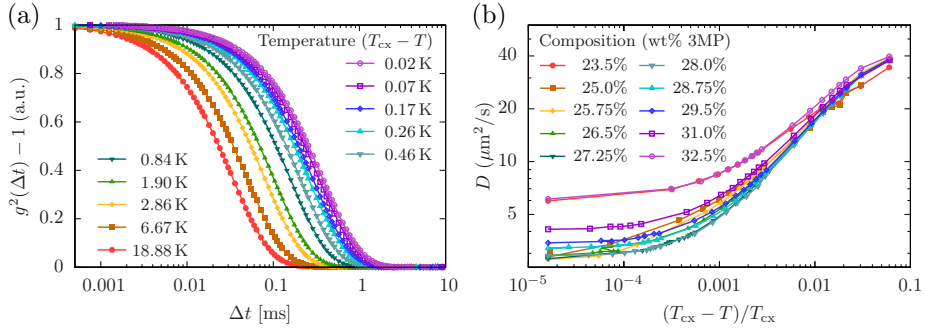 (a)
g²(Δt) − 1 (a.u.)
1
0.8
0.6
0.4
0.2
0
Temperature (T_cx − T)
0.02 K
0.07 K
0.17 K
0.26 K
0.46 K
0.84 K
1.90 K
2.86 K
6.67 K
18.88 K
0.001 0.01 0.1 1 10
Δt [ms]
(b)
D (μm²/s)
40
20
10
5
Composition (wt% 3MP)
23.5% 28.0%
25.0% 28.75%
25.75% 29.5%
26.5% 31.0%
27.25% 32.5%
10⁻⁵ 10⁻⁴ 0.001 0.01 0.1
(T_cx − T)/T_cx